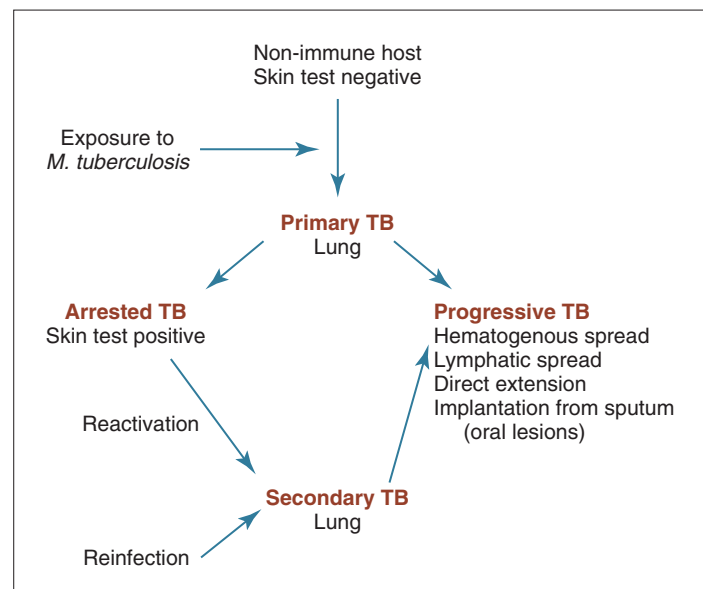 Non-immune host
Skin test negative
Exposure to
M. tuberculosis
Primary TB
Lung
Arrested TB
Skin test positive
Progressive TB
Hematogenous spread
Lymphatic spread
Direct extension
Implantation from sputum
(oral lesions)
Reactivation
Secondary TB
Lung
Reinfection